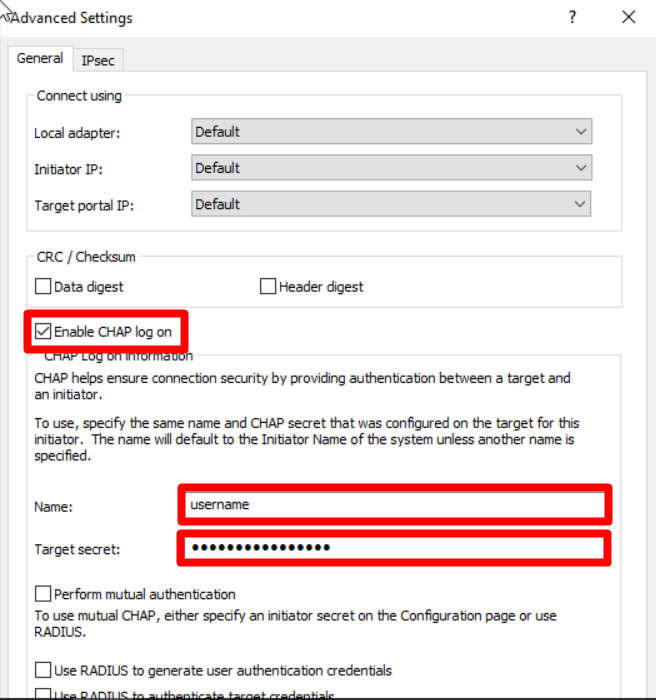 Advanced Settings ?
General IPsec
Connect using
Local adapter: Default
Initiator IP: Default
Target portal IP: Default
CRC / Checksum
Data digest Header digest
Enable CHAP log on
CHAP Log on information
CHAP helps ensure connection security by providing authentication between a target and
an initiator.
To use, specify the same name and CHAP secret that was configured on the target for this
initiator.  The name will default to the Initiator Name of the system unless another name is
specified.
Name: username
Target secret: ••••••••••••••••
Perform mutual authentication
To use mutual CHAP, either specify an initiator secret on the Configuration page or use
RADIUS.
Use RADIUS to generate user authentication credentials
Use RADIUS to authenticate target credentials